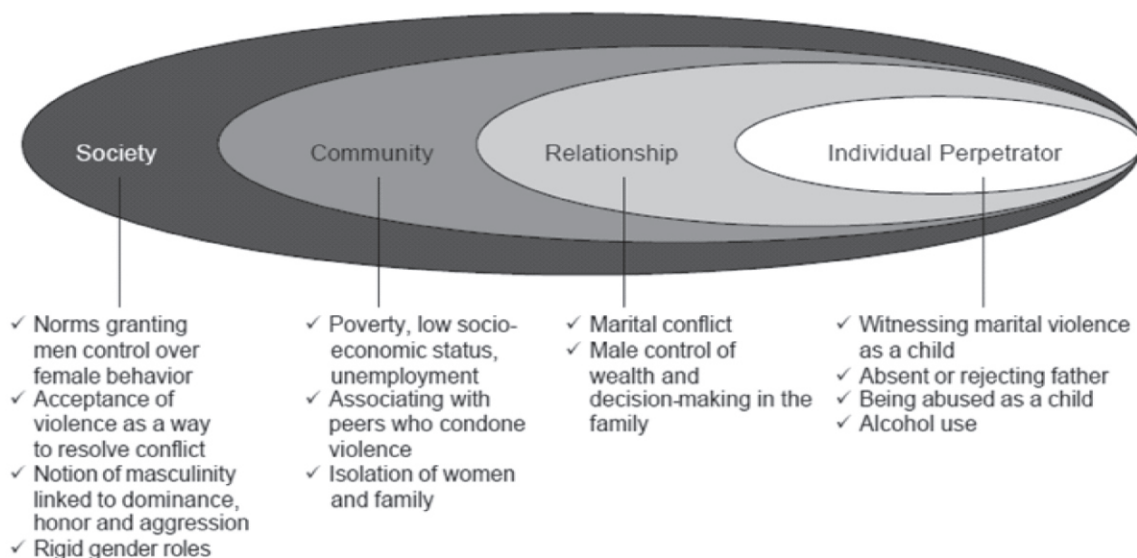 Society
Community
Relationship
Individual Perpetrator
✓ Norms granting
men control over
female behavior
✓ Acceptance of
violence as a way
to resolve conflict
✓ Notion of masculinity
linked to dominance,
honor and aggression
✓ Rigid gender roles
✓ Poverty, low socio-
economic status,
unemployment
✓ Associating with
peers who condone
violence
✓ Isolation of women
and family
✓ Marital conflict
✓ Male control of
wealth and
decision-making in the
family
✓ Witnessing marital violence
as a child
✓ Absent or rejecting father
✓ Being abused as a child
✓ Alcohol use